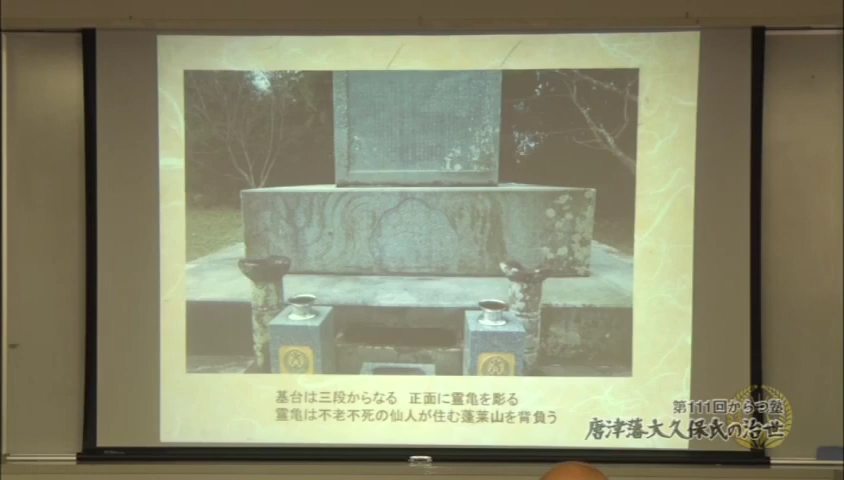 基台は三段からなる 正面に霊亀を彫る
霊亀は不老不死の仙人が住む蓬莱山を背負う
第111回からつ塾
唐津藩大久保氏の治世